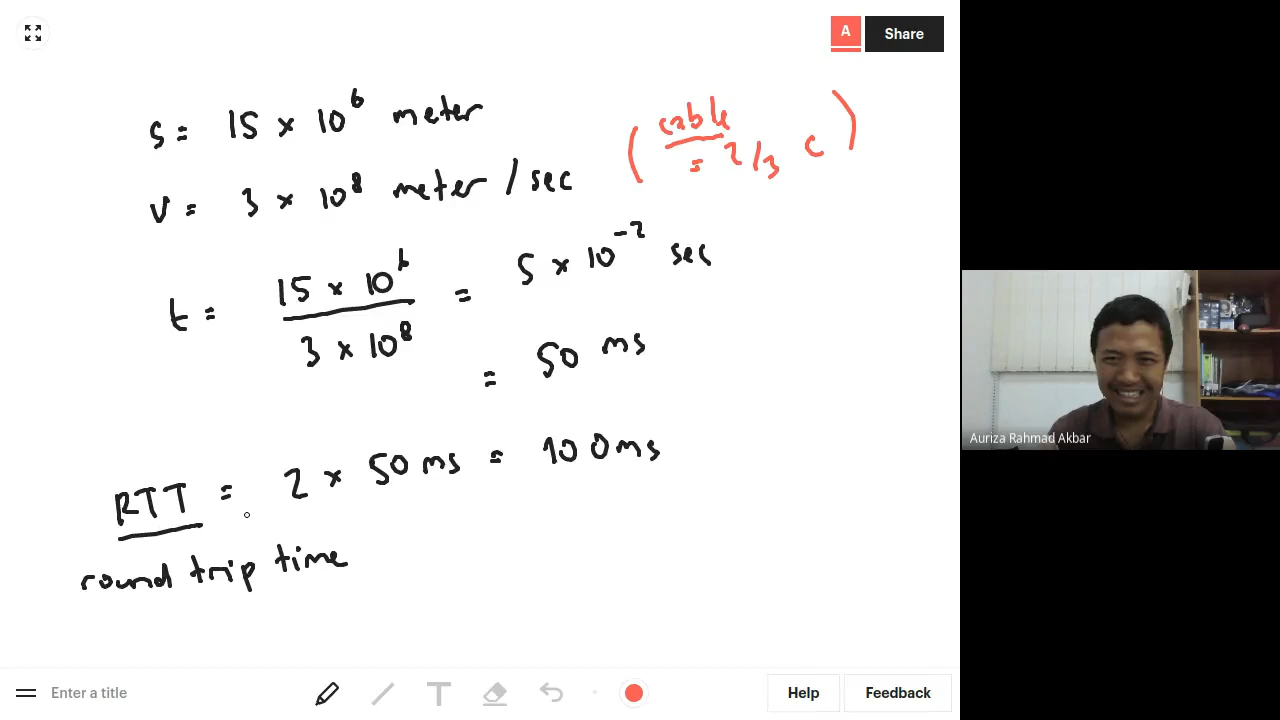 A
Share
s = 15 × 10⁶ meter
(cable = 2/3 c)
v = 3 × 10⁸ meter / sec
t = 15 × 10⁶ / 3 × 10⁸ = 5 × 10⁻² sec
= 50 ms
RTT = 2 × 50 ms = 100 ms
round trip time
Auriza Rahmad Akbar
Enter a title
T
Help
Feedback